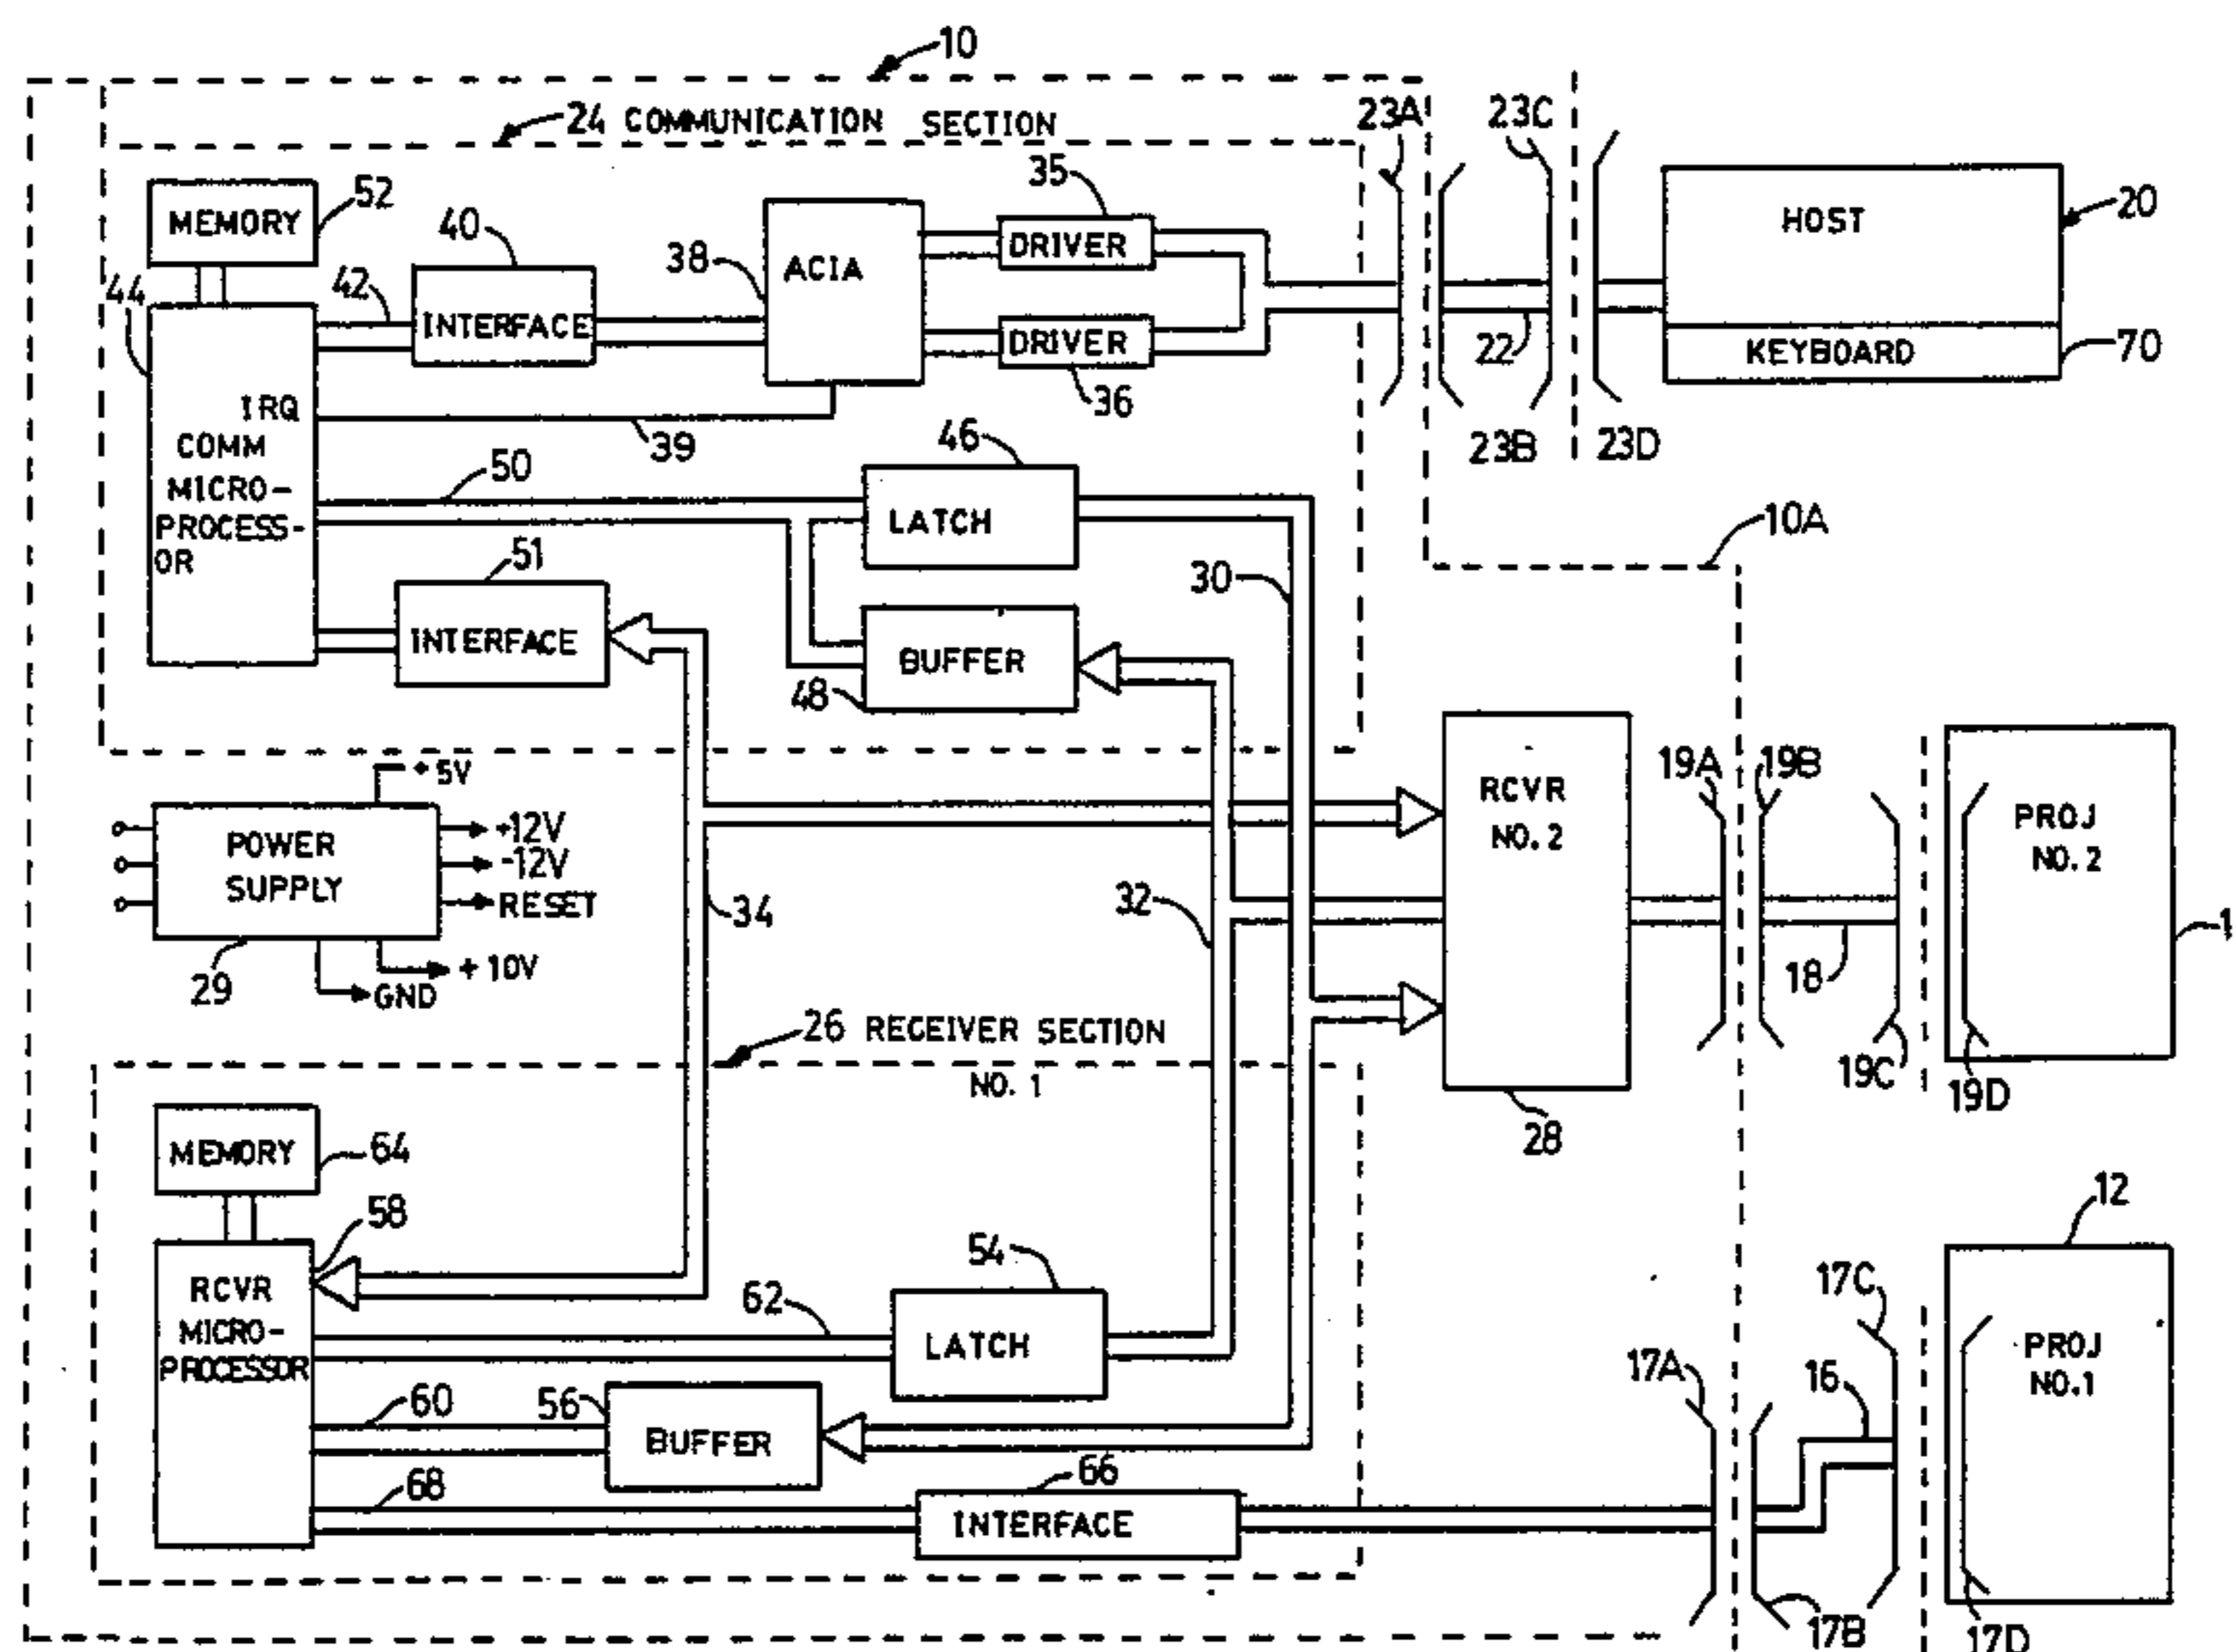 10
24 COMMUNICATION SECTION
23A
23C
MEMORY
52
40
38
ACIA
35
DRIVER
HOST
20
44
42
INTERFACE
DRIVER
36
22
KEYBOARD
70
IRQ
39
COMM
MICRO-
PROCESS-
OR
50
46
LATCH
23B
23D
10A
51
INTERFACE
30
BUFFER
48
+5V
POWER
SUPPLY
+12V
-12V
RESET
+10V
GND
29
34
32
RCVR
NO. 2
28
19A
19B
18
19C
19D
PROJ
NO. 2
1
26 RECEIVER SECTION
NO. 1
MEMORY
64
58
RCVR
MICRO-
PROCESSOR
62
54
LATCH
60
56
BUFFER
68
66
INTERFACE
17A
17C
16
12
PROJ
NO.1
17B
17D